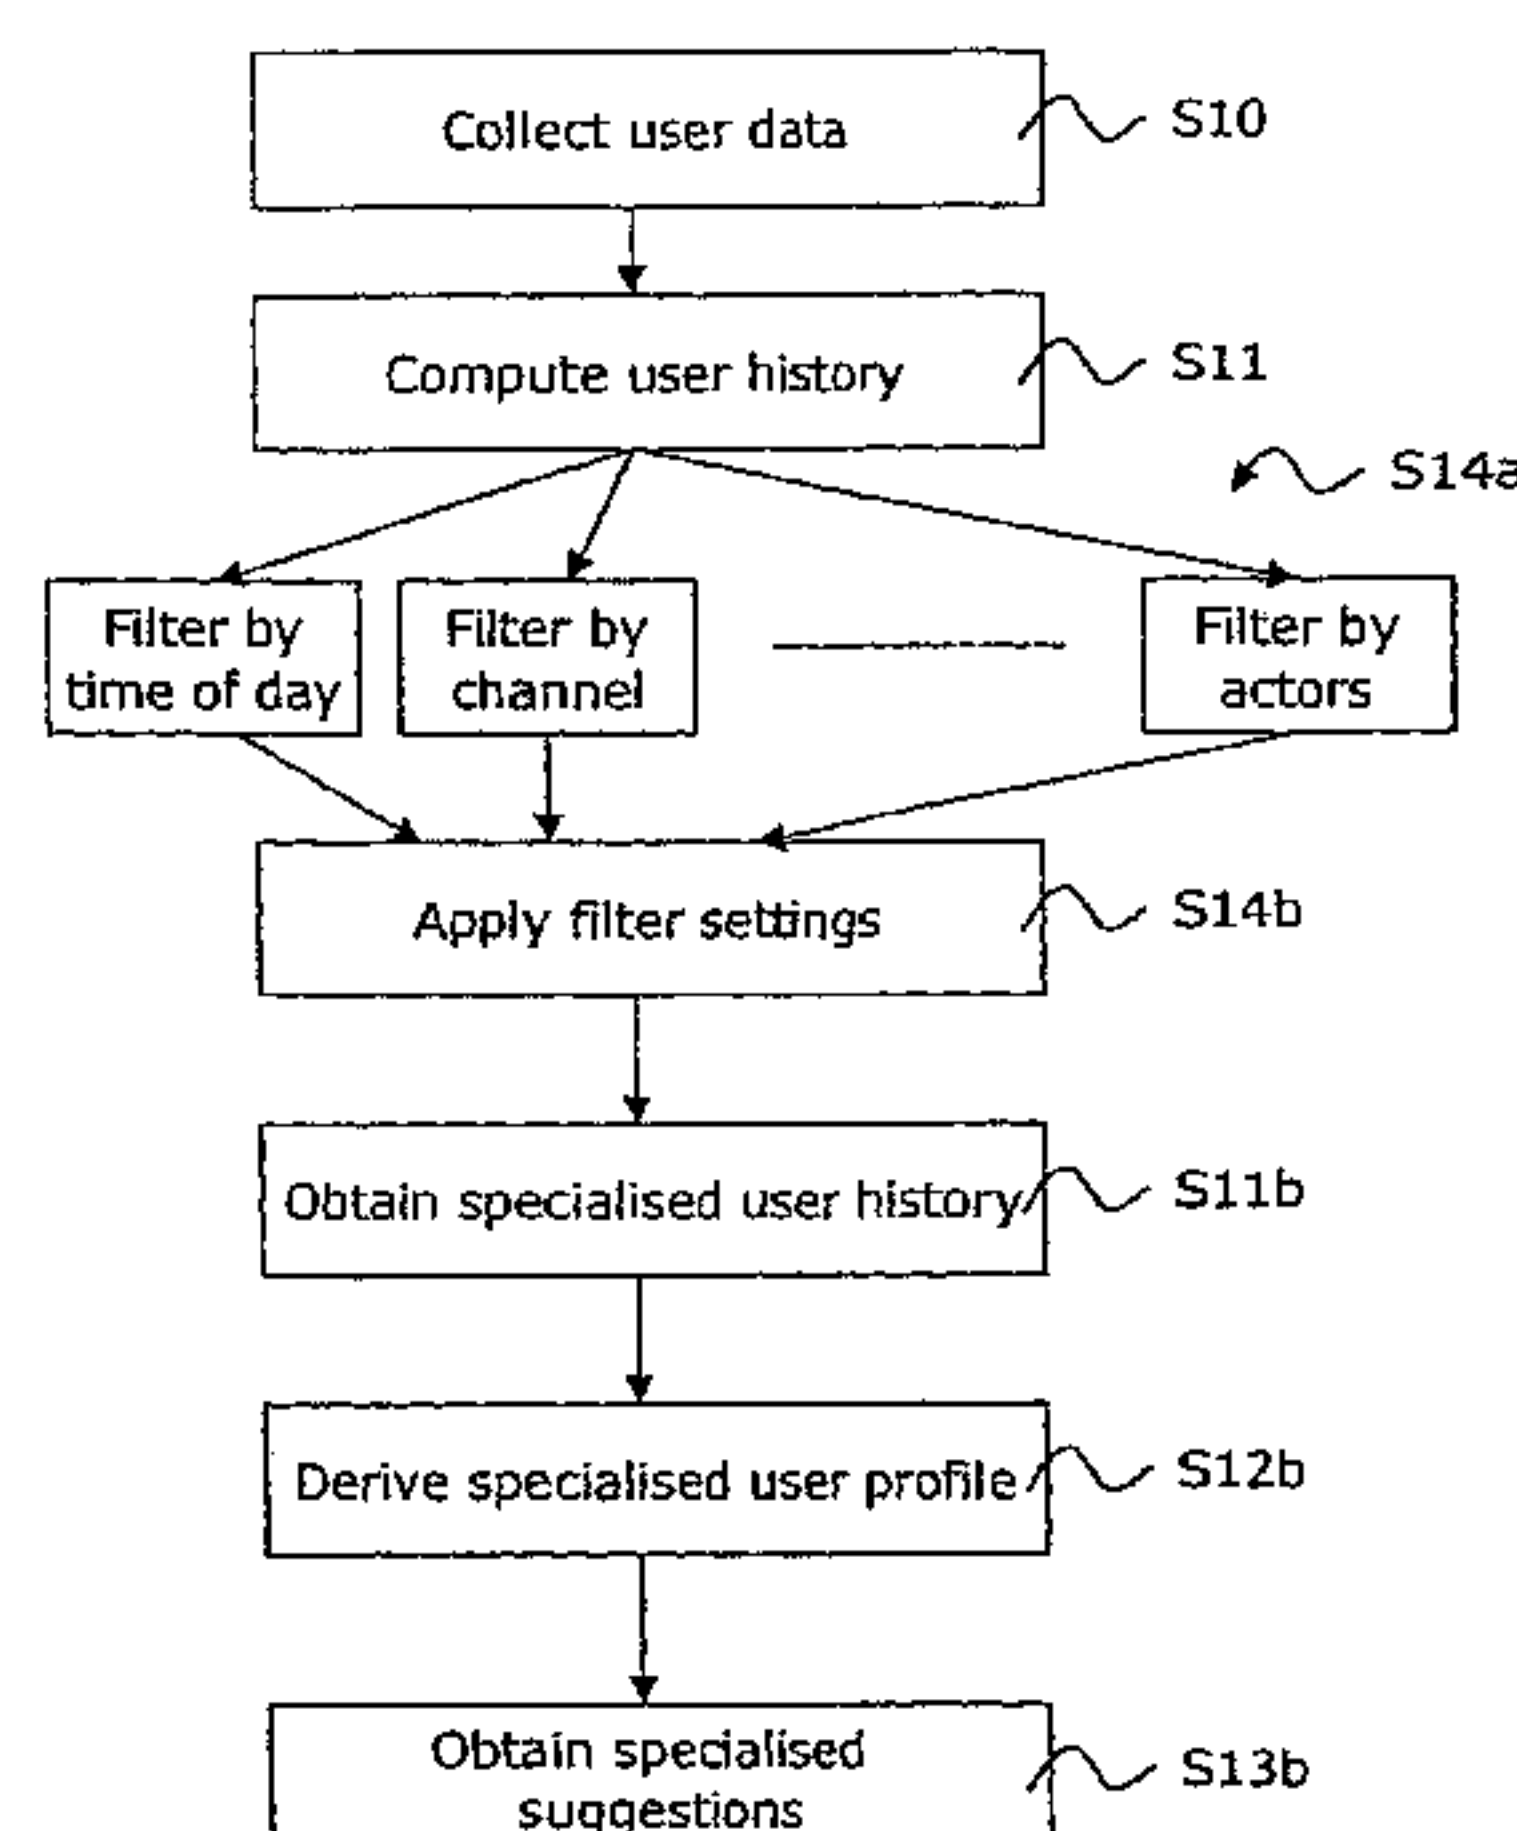 Collect user data
S10
Compute user history
S11
S14a
Filter by
time of day
Filter by
channel
Filter by
actors
Apply filter settings
S14b
Obtain specialised user history
S11b
Derive specialised user profile
S12b
Obtain specialised
suggestions
S13b